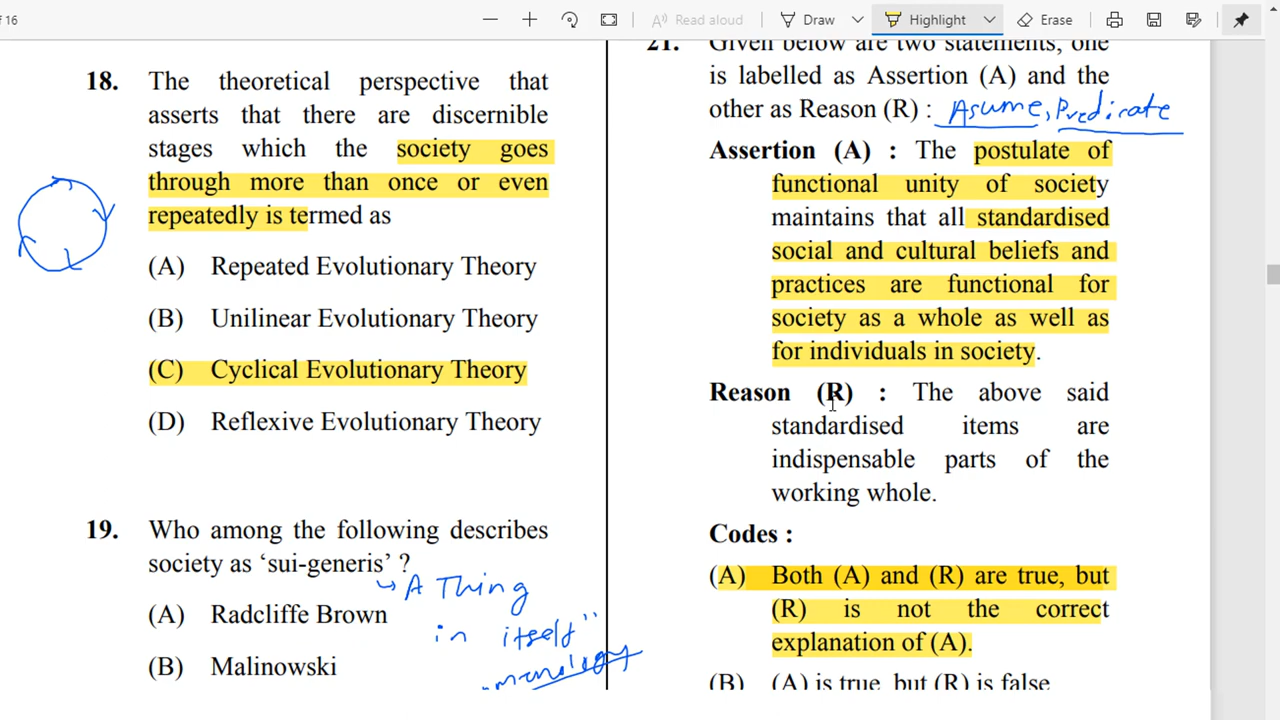 of 16
Read aloud
Draw
Highlight
Erase
18. The theoretical perspective that
asserts that there are discernible
stages which the society goes
through more than once or even
repeatedly is termed as
(A) Repeated Evolutionary Theory
(B) Unilinear Evolutionary Theory
(C) Cyclical Evolutionary Theory
(D) Reflexive Evolutionary Theory
19. Who among the following describes
society as ‘sui-generis’ ?
A Thing
(A) Radcliffe Brown
in itself"
(B) Malinowski
21. Given below are two statements, one
is labelled as Assertion (A) and the
other as Reason (R) : Asume, Predicate
Assertion (A) : The postulate of
functional unity of society
maintains that all standardised
social and cultural beliefs and
practices are functional for
society as a whole as well as
for individuals in society.
Reason (R) : The above said
standardised items are
indispensable parts of the
working whole.
Codes :
(A) Both (A) and (R) are true, but
(R) is not the correct
explanation of (A).
(B) (A) is true, but (R) is false